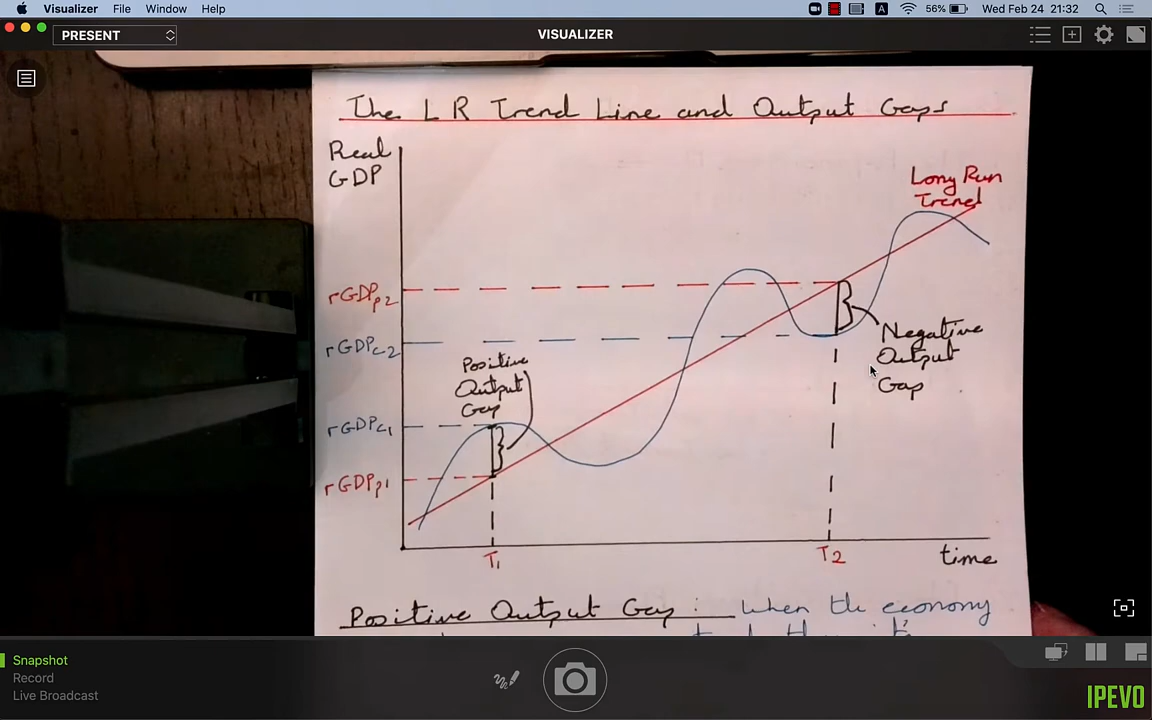 Visualizer File Edit Window Help
A 56% Wed Feb 24 21:32
PRESENT
VISUALIZER
The LR Trend Line and Output Gaps
Real
GDP
Long Run
Trend
rGDPp2
rGDPc2
Negative
Output
Gap
Positive
Output
Gap
rGDPc1
rGDPp1
T1
T2
time
Positive Output Gap : When the economy
Snapshot
Record
Live Broadcast
IPEVO